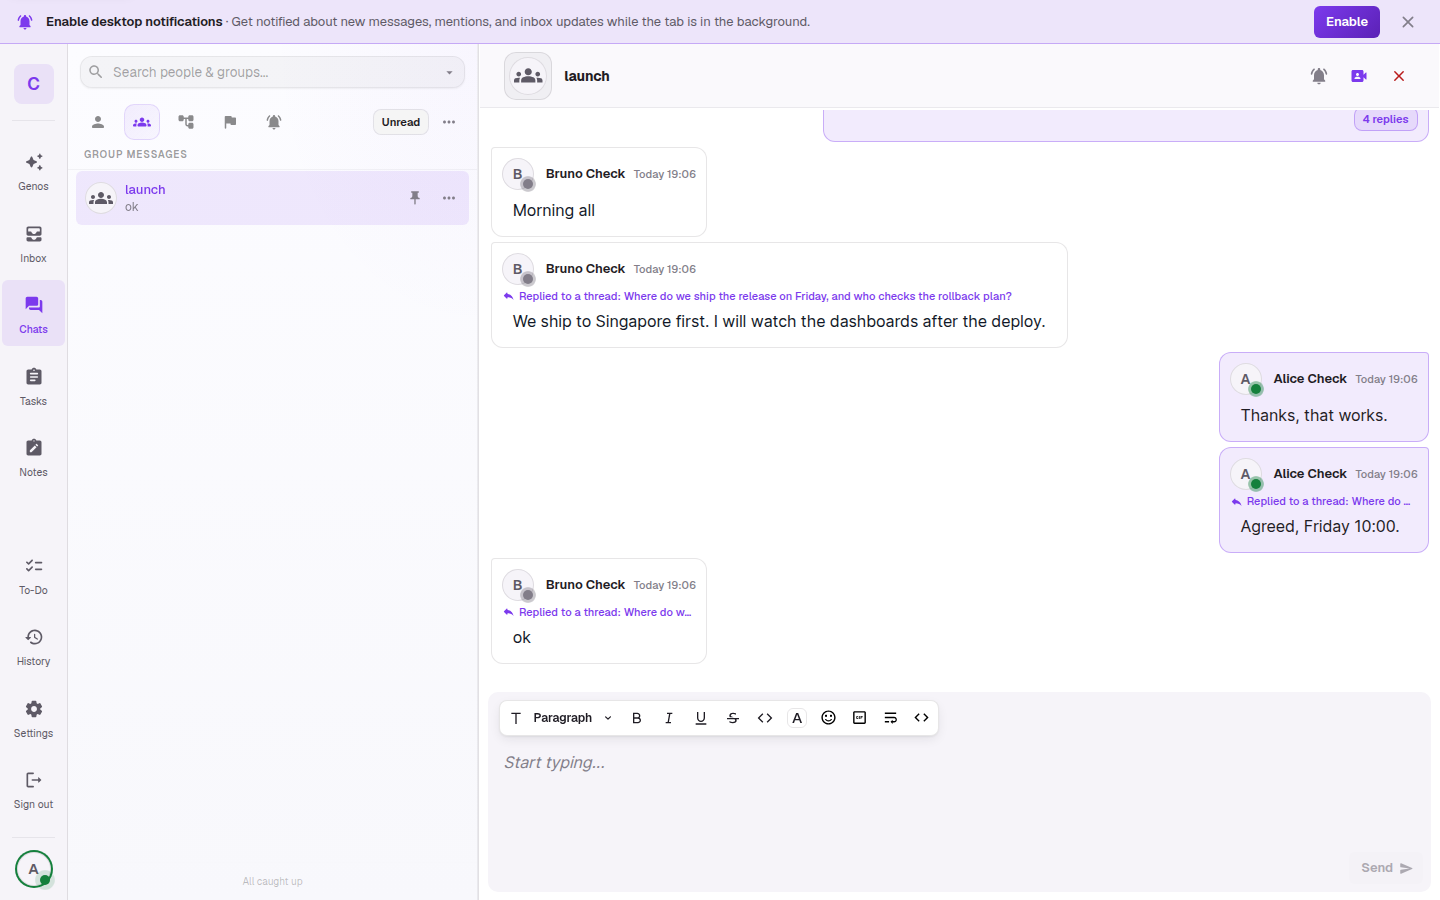 Enable desktop notifications · Get notified about new messages, mentions, and inbox updates while the tab is in the background.
Enable
C
Genos
Inbox
Chats
Tasks
Notes
To-Do
History
Settings
Sign out
A
Search people & groups...
Unread
GROUP MESSAGES
launch
ok
All caught up
launch
4 replies
B
Bruno Check Today 19:06
Morning all
B
Bruno Check Today 19:06
Replied to a thread: Where do we ship the release on Friday, and who checks the rollback plan?
We ship to Singapore first. I will watch the dashboards after the deploy.
A
Alice Check Today 19:06
Thanks, that works.
A
Alice Check Today 19:06
Replied to a thread: Where do ...
Agreed, Friday 10:00.
B
Bruno Check Today 19:06
Replied to a thread: Where do w...
ok
T Paragraph B I U S A GIF
Start typing...
Send